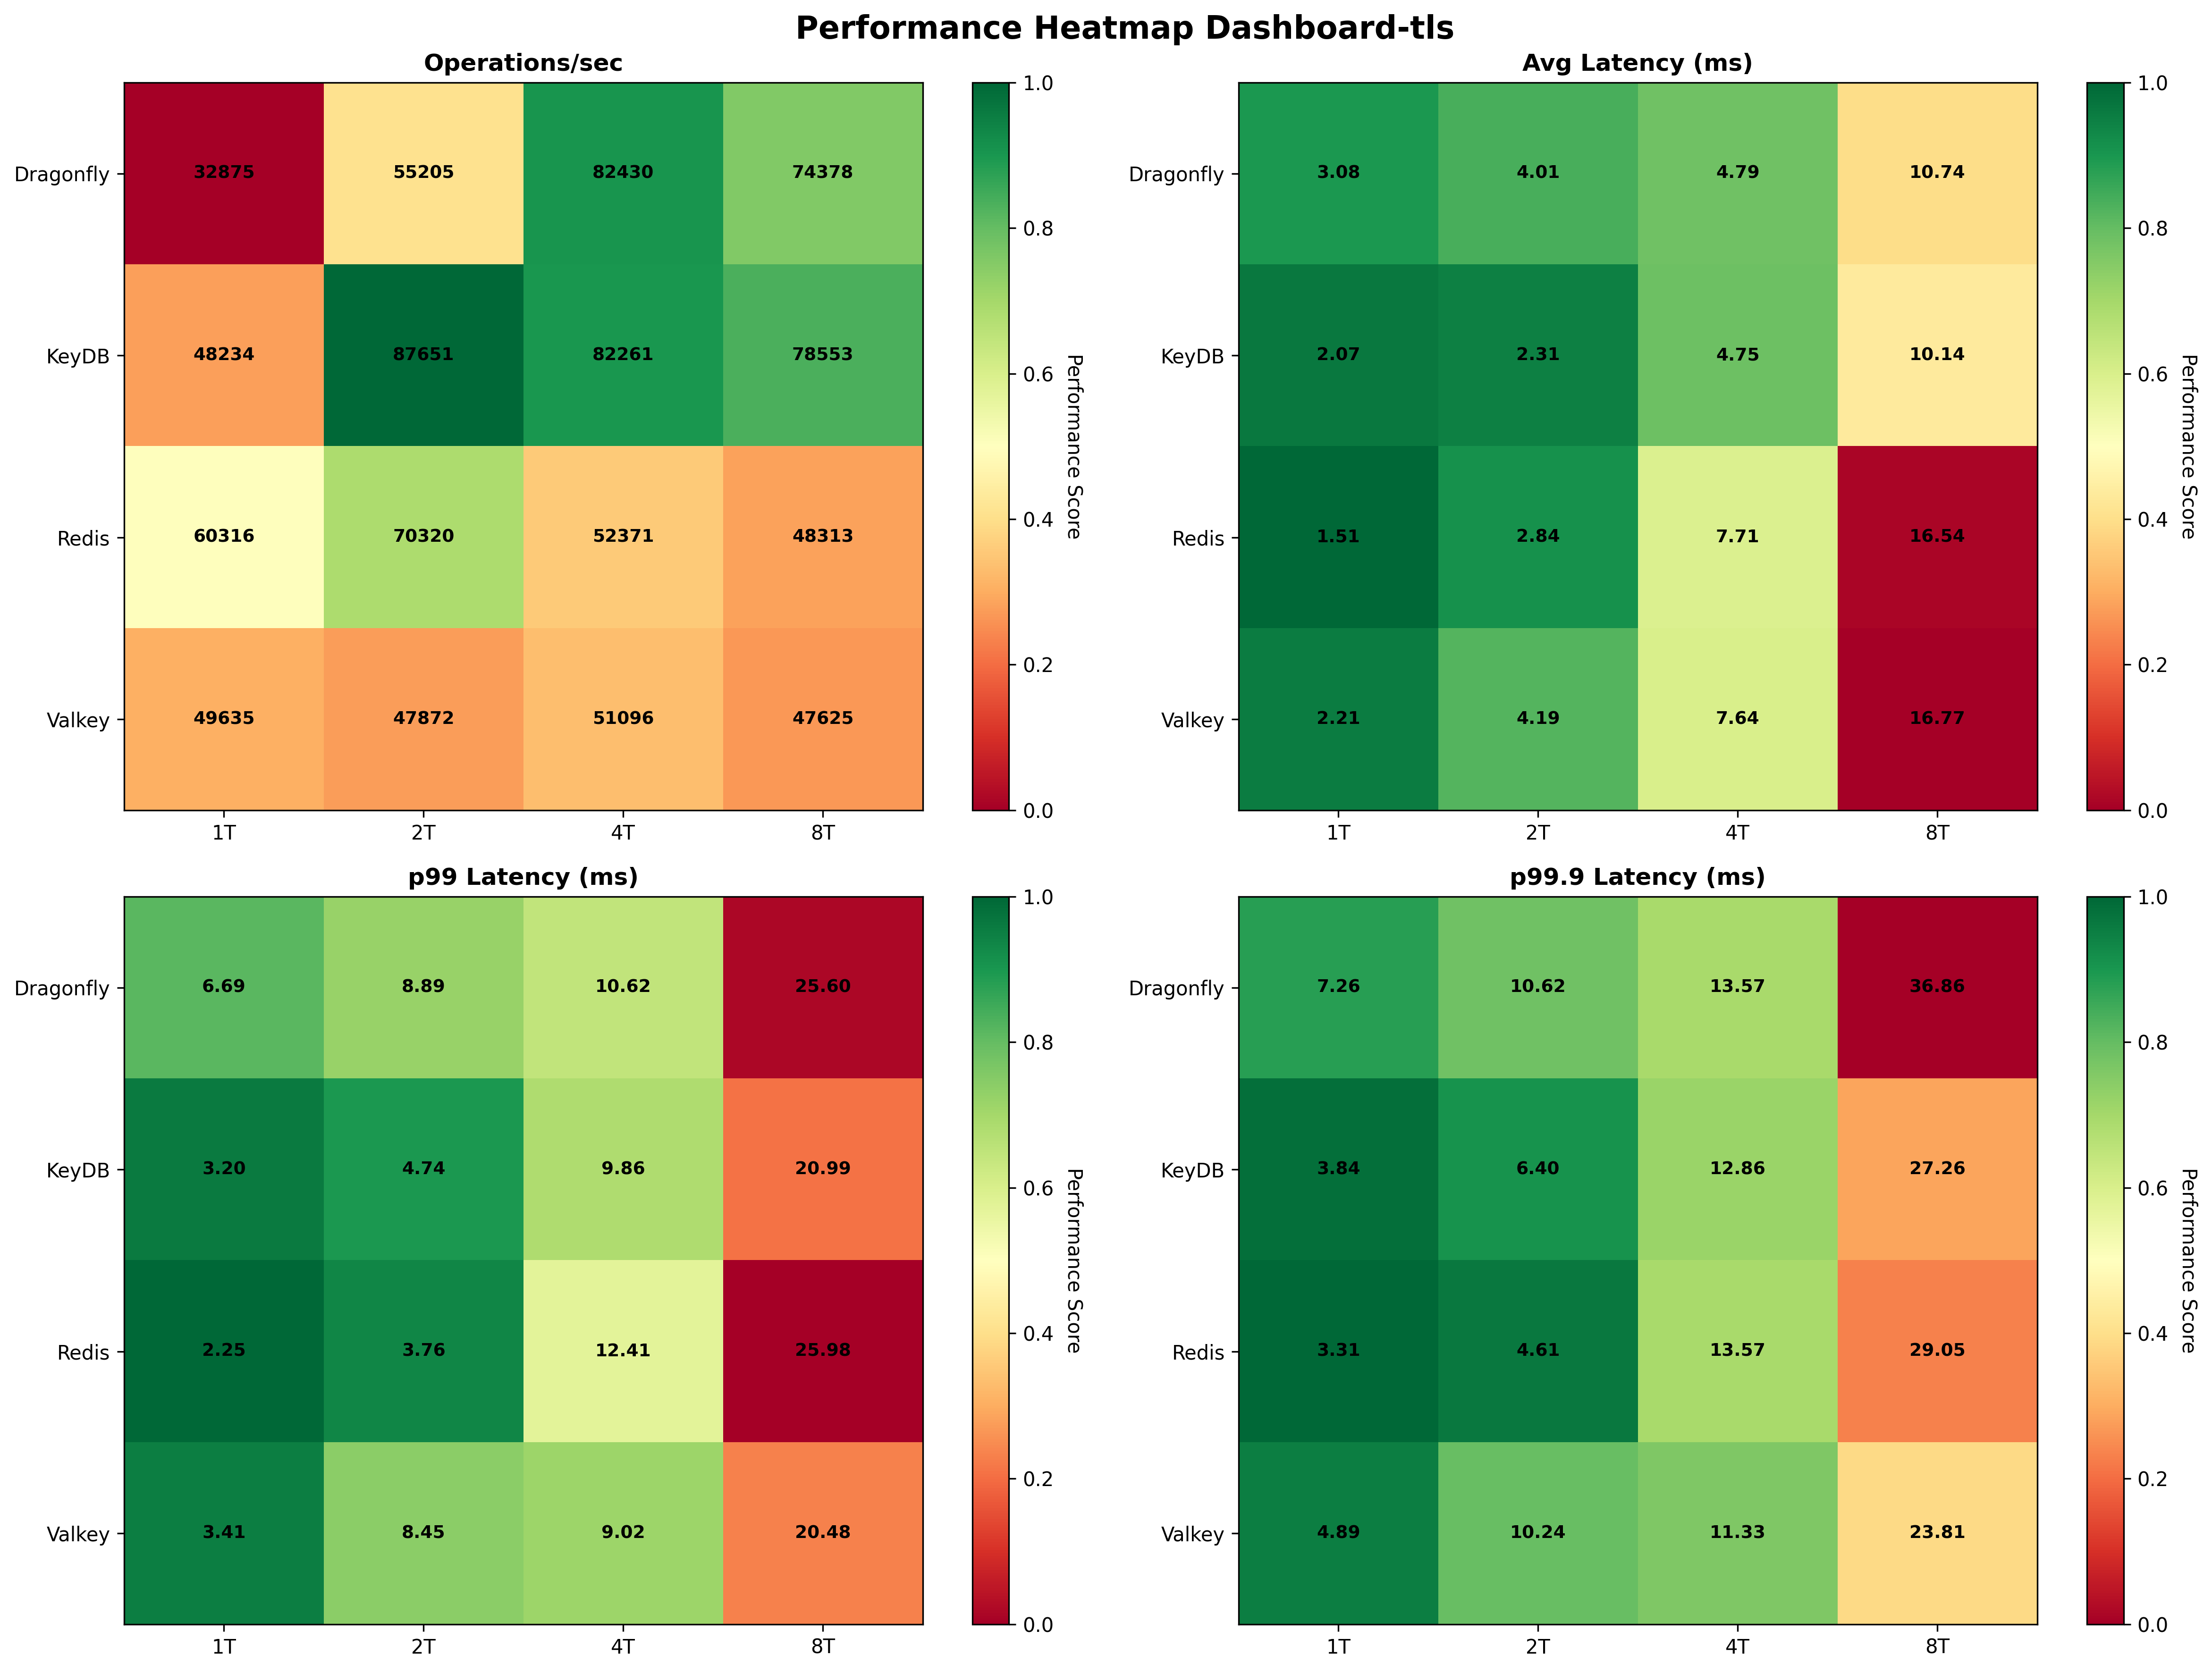 Performance Heatmap Dashboard-tls
Operations/sec
Dragonfly 32875 55205 82430 74378
KeyDB 48234 87651 82261 78553
Redis 60316 70320 52371 48313
Valkey 49635 47872 51096 47625
1T 2T 4T 8T
1.0
0.8
0.6
0.4
0.2
0.0
Performance Score
Avg Latency (ms)
Dragonfly 3.08 4.01 4.79 10.74
KeyDB 2.07 2.31 4.75 10.14
Redis 1.51 2.84 7.71 16.54
Valkey 2.21 4.19 7.64 16.77
1T 2T 4T 8T
1.0
0.8
0.6
0.4
0.2
0.0
Performance Score
p99 Latency (ms)
Dragonfly 6.69 8.89 10.62 25.60
KeyDB 3.20 4.74 9.86 20.99
Redis 2.25 3.76 12.41 25.98
Valkey 3.41 8.45 9.02 20.48
1T 2T 4T 8T
1.0
0.8
0.6
0.4
0.2
0.0
Performance Score
p99.9 Latency (ms)
Dragonfly 7.26 10.62 13.57 36.86
KeyDB 3.84 6.40 12.86 27.26
Redis 3.31 4.61 13.57 29.05
Valkey 4.89 10.24 11.33 23.81
1T 2T 4T 8T
1.0
0.8
0.6
0.4
0.2
0.0
Performance Score